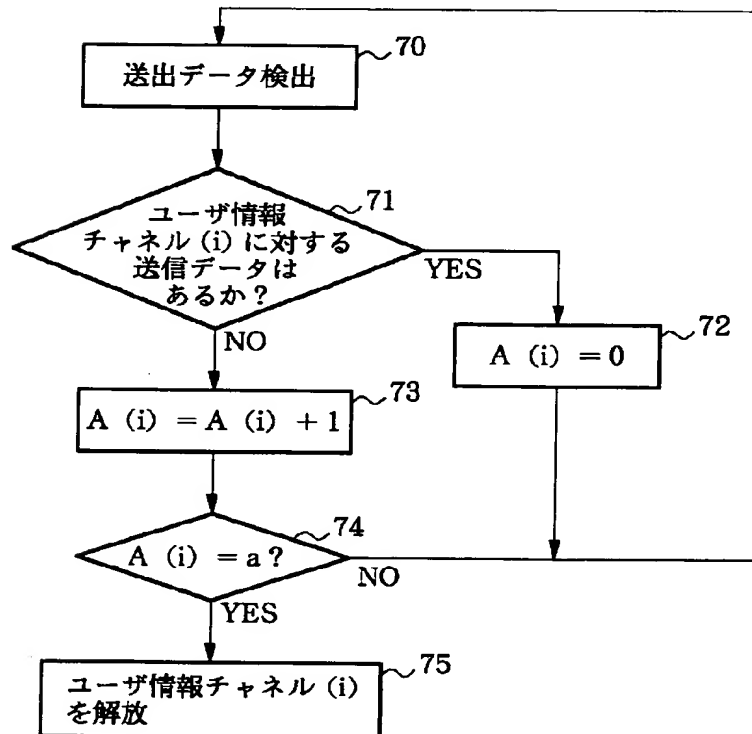 70
送出データ検出
71
ユーザ情報
チャネル (i) に対する
送信データは
あるか？
YES
NO
72
A (i) = 0
73
A (i) = A (i) + 1
74
A (i) = a ?
NO
YES
75
ユーザ情報チャネル (i)
を解放